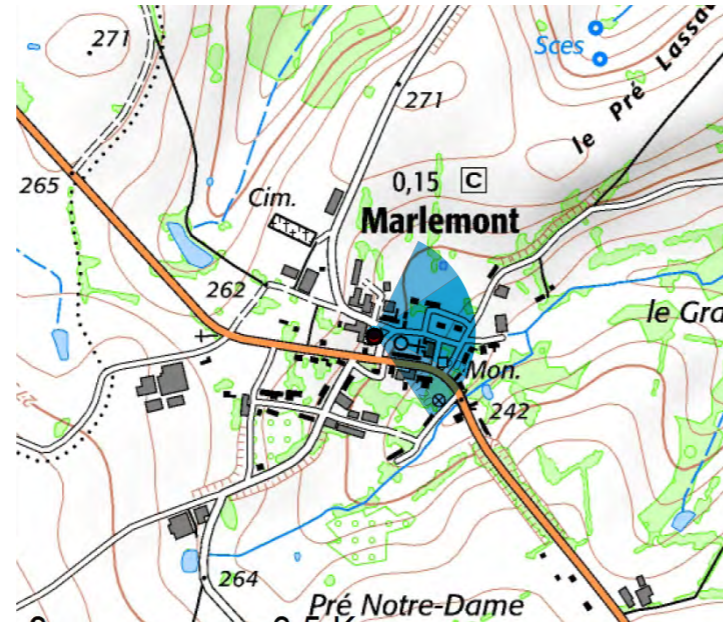 271
Sces
le Pré Lassau
271
0,15 C
265
Cim.
Marlemont
262
le Gra
Mon.
242
264
Pré Notre-Dame